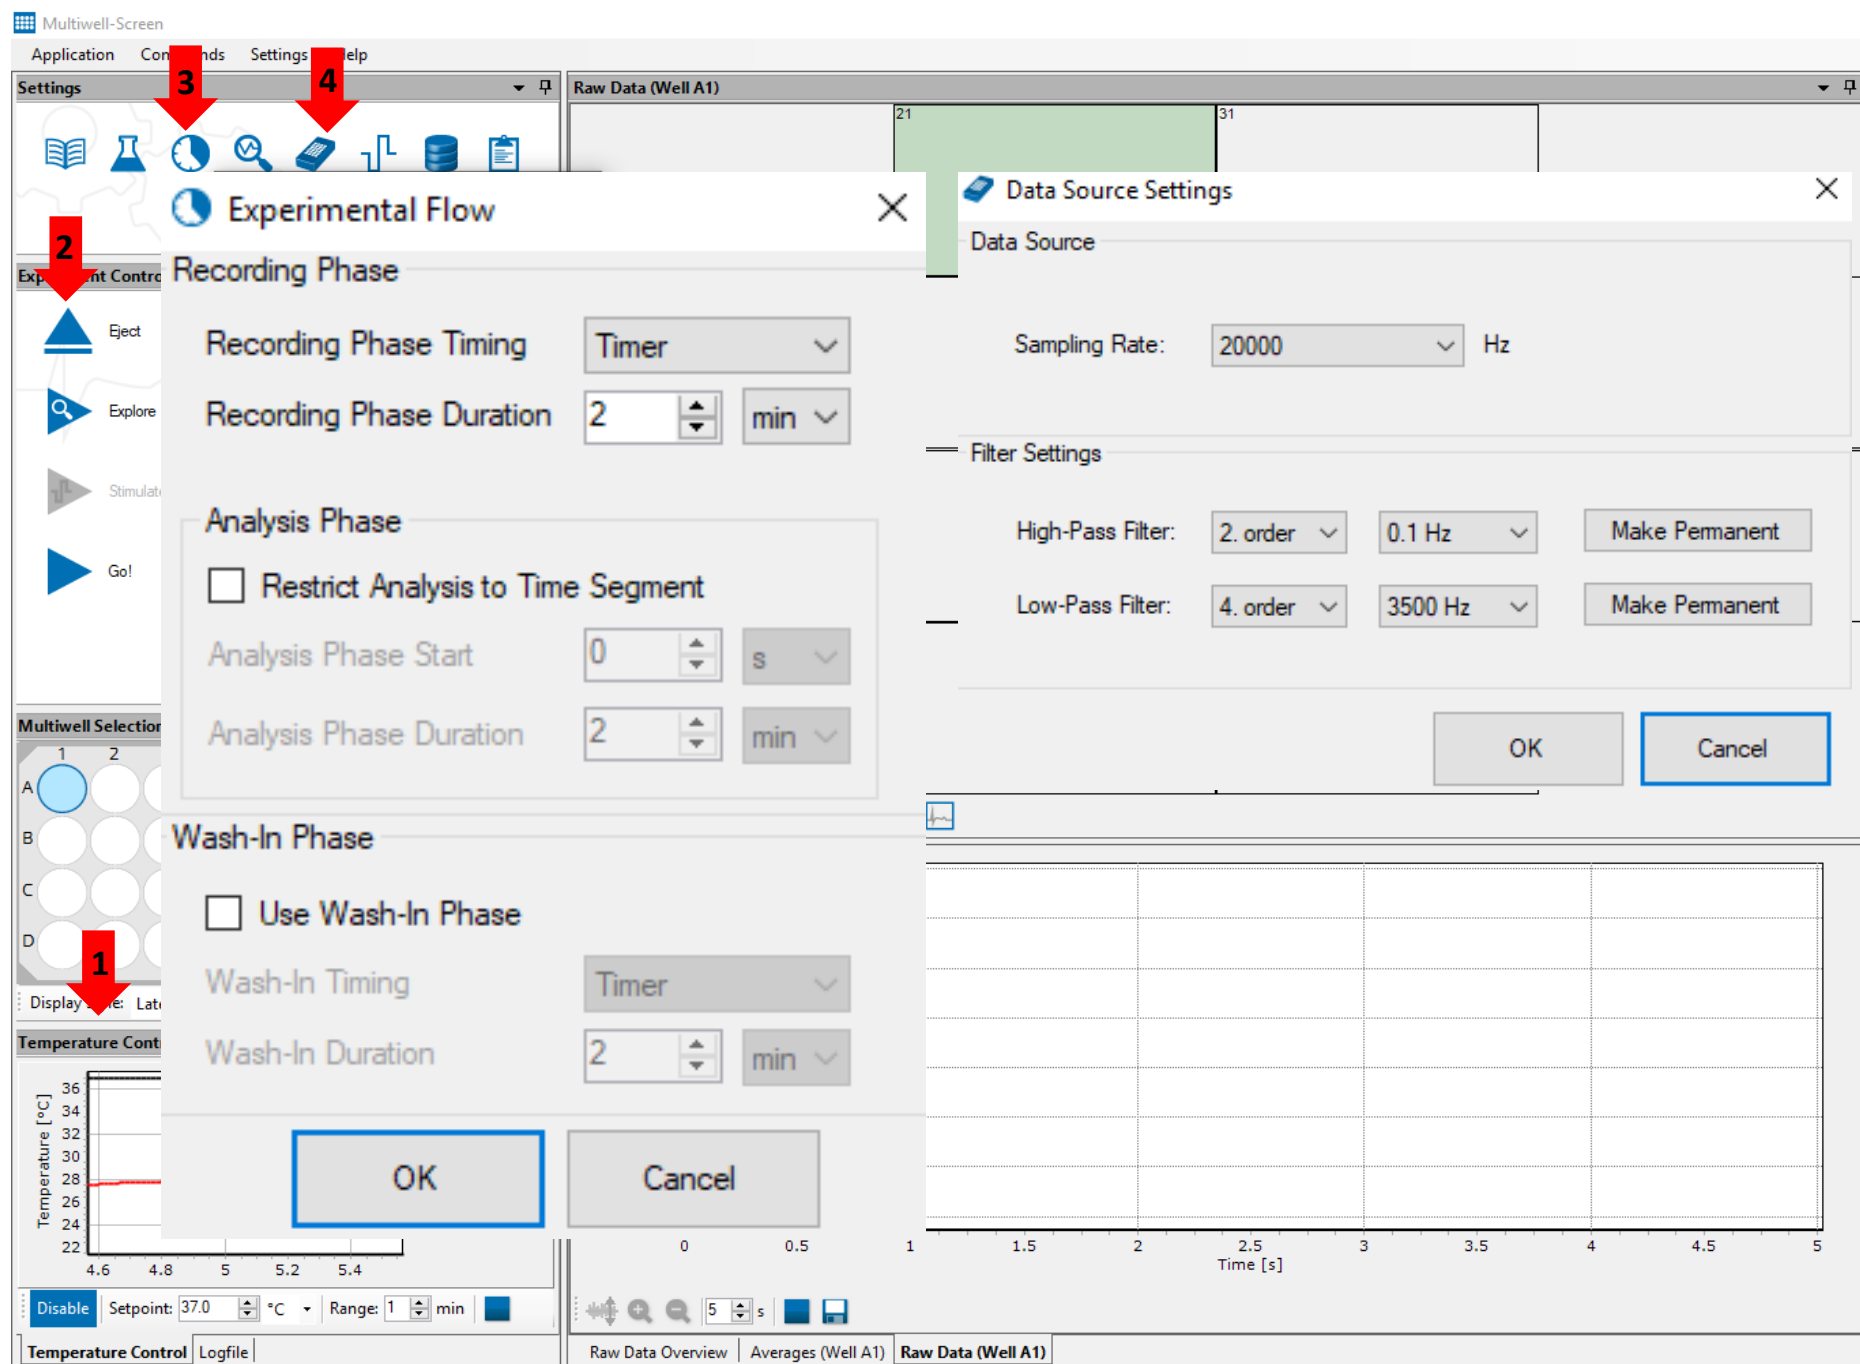 Multiwell-Screen
Application Settings
3
4
Settings
Raw Data (Well A1)
21
31
Experimental Flow
Data Source Settings
2
Data Source
Recording Phase
Eject
Recording Phase Timing Timer
Sampling Rate: 20000 Hz
Explore
Recording Phase Duration 2 min
Filter Settings
Stimulate
Analysis Phase
High-Pass Filter: 2. order 0.1 Hz Make Permanent
Go!
Restrict Analysis to Time Segment
Low-Pass Filter: 4. order 3500 Hz Make Permanent
Analysis Phase Start 0 s
Multiwell Selection
Analysis Phase Duration 2 min
OK Cancel
1 2
A
B
C
D
Wash-In Phase
Use Wash-In Phase
1
Wash-In Timing Timer
Display Late
Temperature Cont
Wash-In Duration 2 min
Temperature [°C]
36
34
32
30
28
26
24
22
4.6 4.8 5 5.2 5.4
OK Cancel
0 0.5 1 1.5 2 2.5 3 3.5 4 4.5 5
Time [s]
Disable Setpoint: 37.0 °C Range: 1 min
5 s
Temperature Control Logfile
Raw Data Overview Averages (Well A1) Raw Data (Well A1)